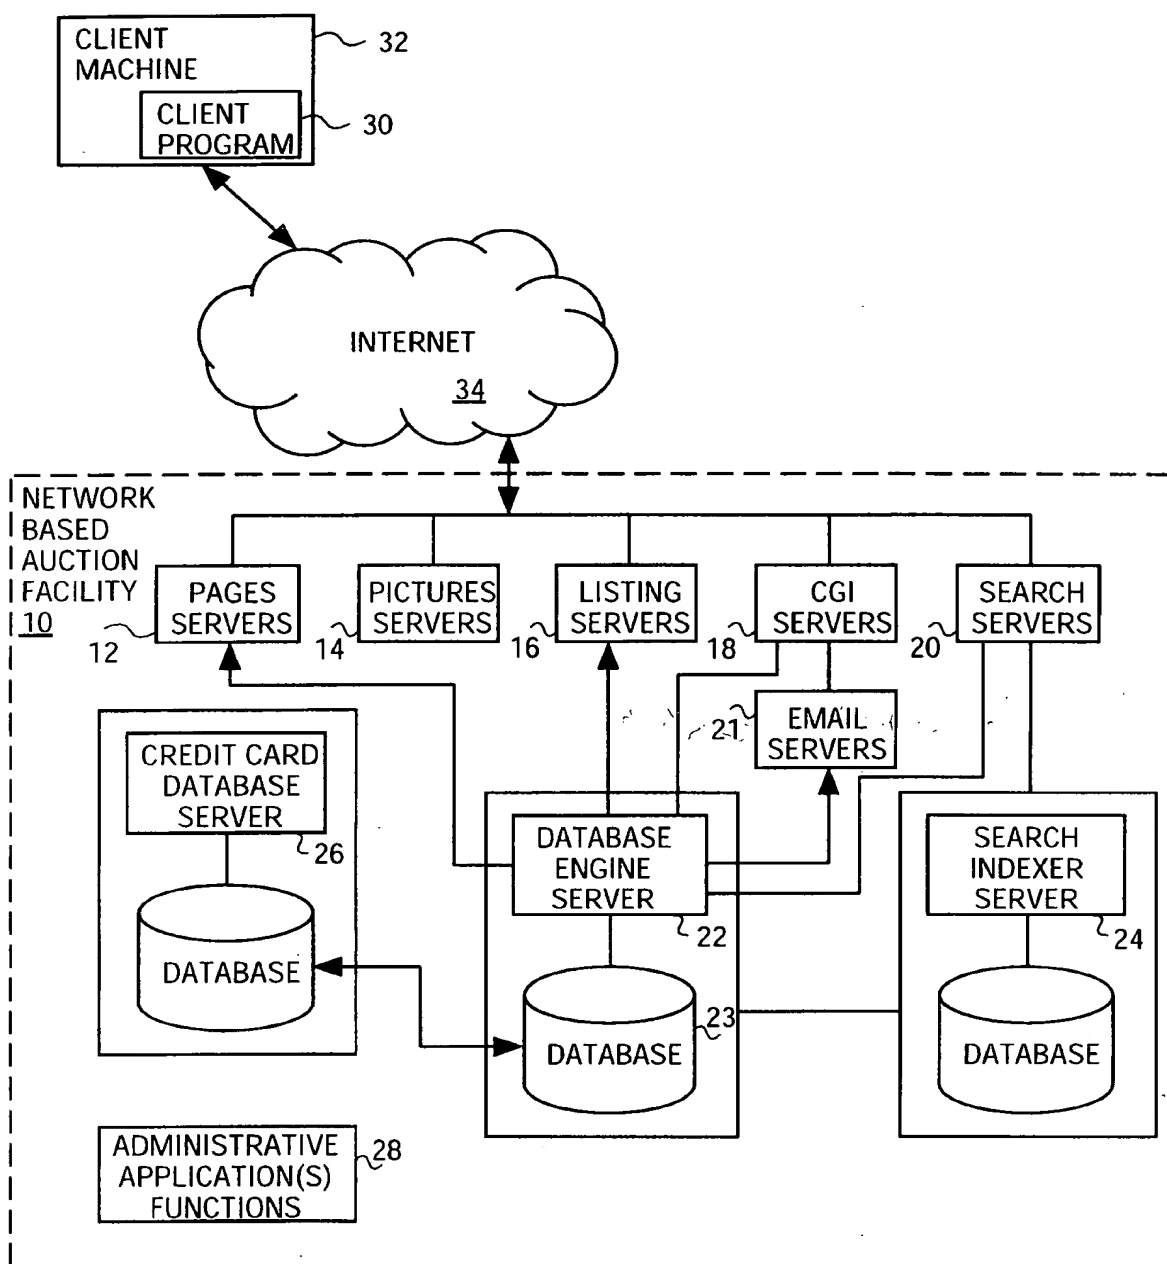 CLIENT
MACHINE
32
CLIENT
PROGRAM
30
INTERNET
34
NETWORK
BASED
AUCTION
FACILITY
10
PAGES
SERVERS
12
PICTURES
SERVERS
14
LISTING
SERVERS
16
CGI
SERVERS
18
SEARCH
SERVERS
20
EMAIL
SERVERS
21
CREDIT CARD
DATABASE
SERVER
26
DATABASE
DATABASE
ENGINE
SERVER
22
DATABASE
23
SEARCH
INDEXER
SERVER
24
DATABASE
ADMINISTRATIVE
APPLICATION(S)
FUNCTIONS
28